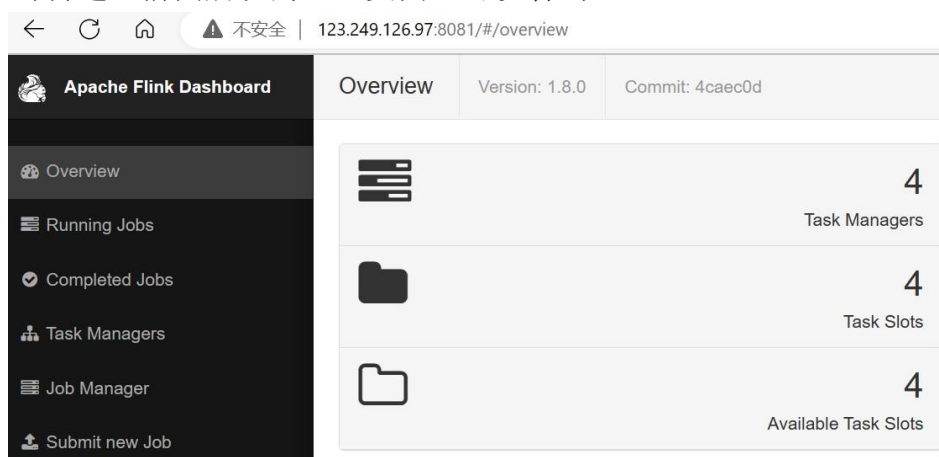 不安全 | 123.249.126.97:8081/#/overview
Apache Flink Dashboard
Overview
Version: 1.8.0
Commit: 4caec0d
Overview
Running Jobs
Completed Jobs
Task Managers
Job Manager
Submit new Job
4
Task Managers
4
Task Slots
4
Available Task Slots